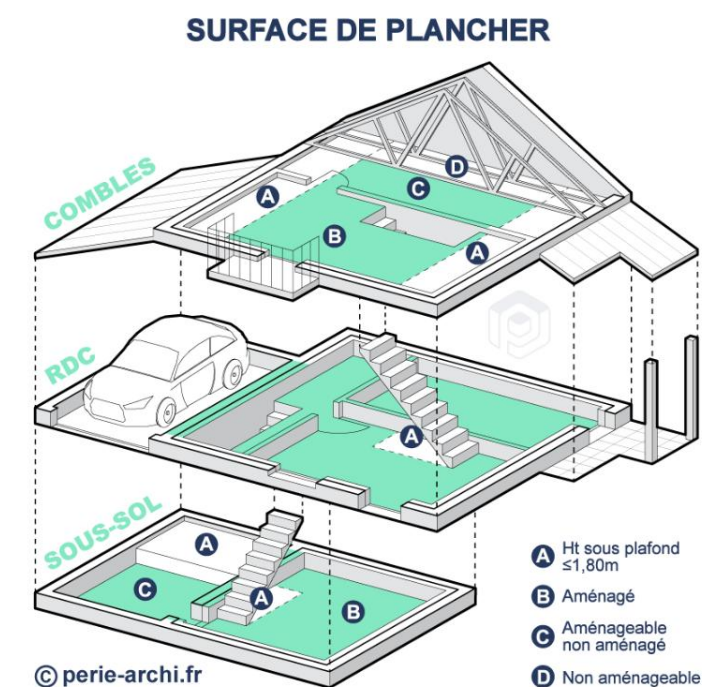 SURFACE DE PLANCHER
COMBLES
A
D
C
B
A
RDC
A
SOUS-SOL
A
C
A
B
A Ht sous plafond
≤1,80m
B Aménagé
C Aménageable
non aménagé
D Non aménageable
© perie-archi.fr